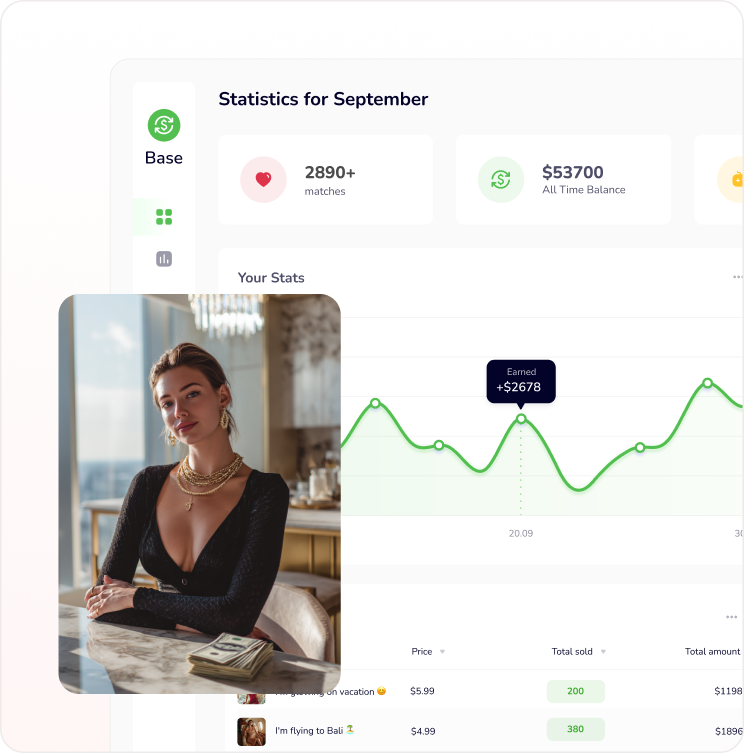 Statistics for September
Base
2890+
matches
$53700
All Time Balance
Your Stats
Earned
+$2678
20.09
30
Price
Total sold
Total amount
on vacation 😊
$5.99
200
$1198
I'm flying to Bali 🏝️
$4.99
380
$1896